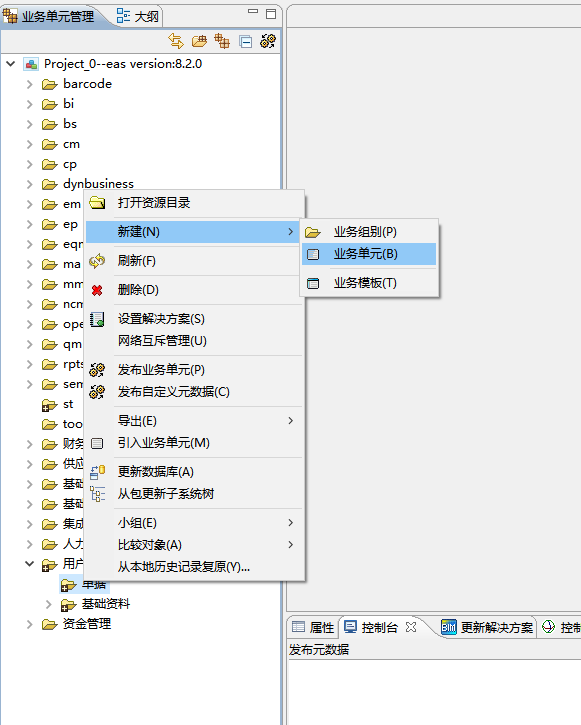 业务单元管理
大纲
Project_0--eas version:8.2.0
barcode
bi
bs
cm
cp
dynbusiness
em
ep
eqm
ma
mm
ncm
ope
qm
rpts
sem
st
too
财务
供应
基础
基础
集成
人力
用户
单据
基础资料
资金管理
打开资源目录
新建(N)
刷新(F)
删除(D)
设置解决方案(S)
网络互斥管理(U)
发布业务单元(P)
发布自定义元数据(C)
导出(E)
引入业务单元(M)
更新数据库(A)
从包更新子系统树
小组(E)
比较对象(A)
从本地历史记录复原(Y)...
业务组别(P)
业务单元(B)
业务模板(T)
属性
控制台
更新解决方案
控制
发布元数据